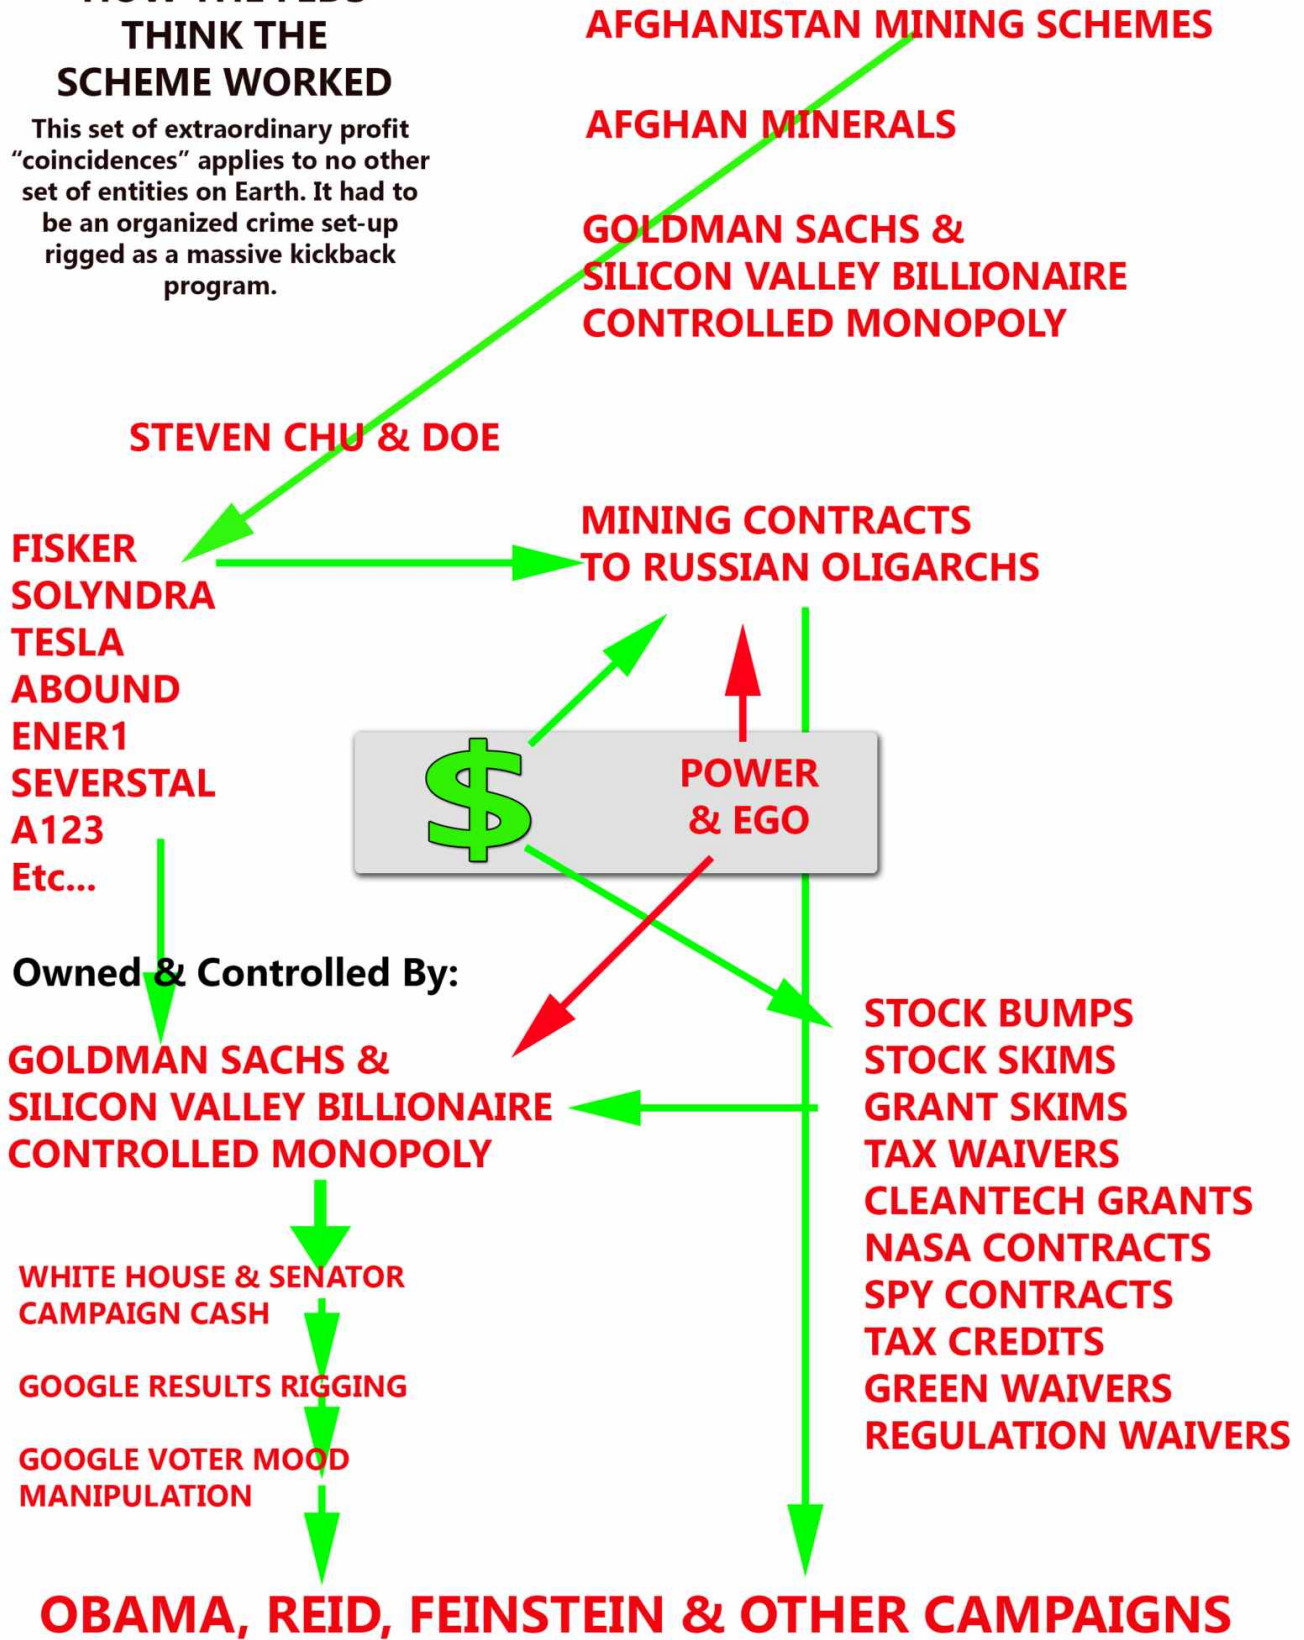 HOW THE FEDS
THINK THE
SCHEME WORKED
This set of extraordinary profit
“coincidences” applies to no other
set of entities on Earth. It had to
be an organized crime set-up
rigged as a massive kickback
program.
AFGHANISTAN MINING SCHEMES
AFGHAN MINERALS
GOLDMAN SACHS &
SILICON VALLEY BILLIONAIRE
CONTROLLED MONOPOLY
STEVEN CHU & DOE
FISKER
SOLYNDRA
TESLA
ABOUND
ENER1
SEVERSTAL
A123
Etc...
MINING CONTRACTS
TO RUSSIAN OLIGARCHS
$
POWER
& EGO
Owned & Controlled By:
GOLDMAN SACHS &
SILICON VALLEY BILLIONAIRE
CONTROLLED MONOPOLY
STOCK BUMPS
STOCK SKIMS
GRANT SKIMS
TAX WAIVERS
CLEANTECH GRANTS
NASA CONTRACTS
SPY CONTRACTS
TAX CREDITS
GREEN WAIVERS
REGULATION WAIVERS
WHITE HOUSE & SENATOR
CAMPAIGN CASH
GOOGLE RESULTS RIGGING
GOOGLE VOTER MOOD
MANIPULATION
OBAMA, REID, FEINSTEIN & OTHER CAMPAIGNS